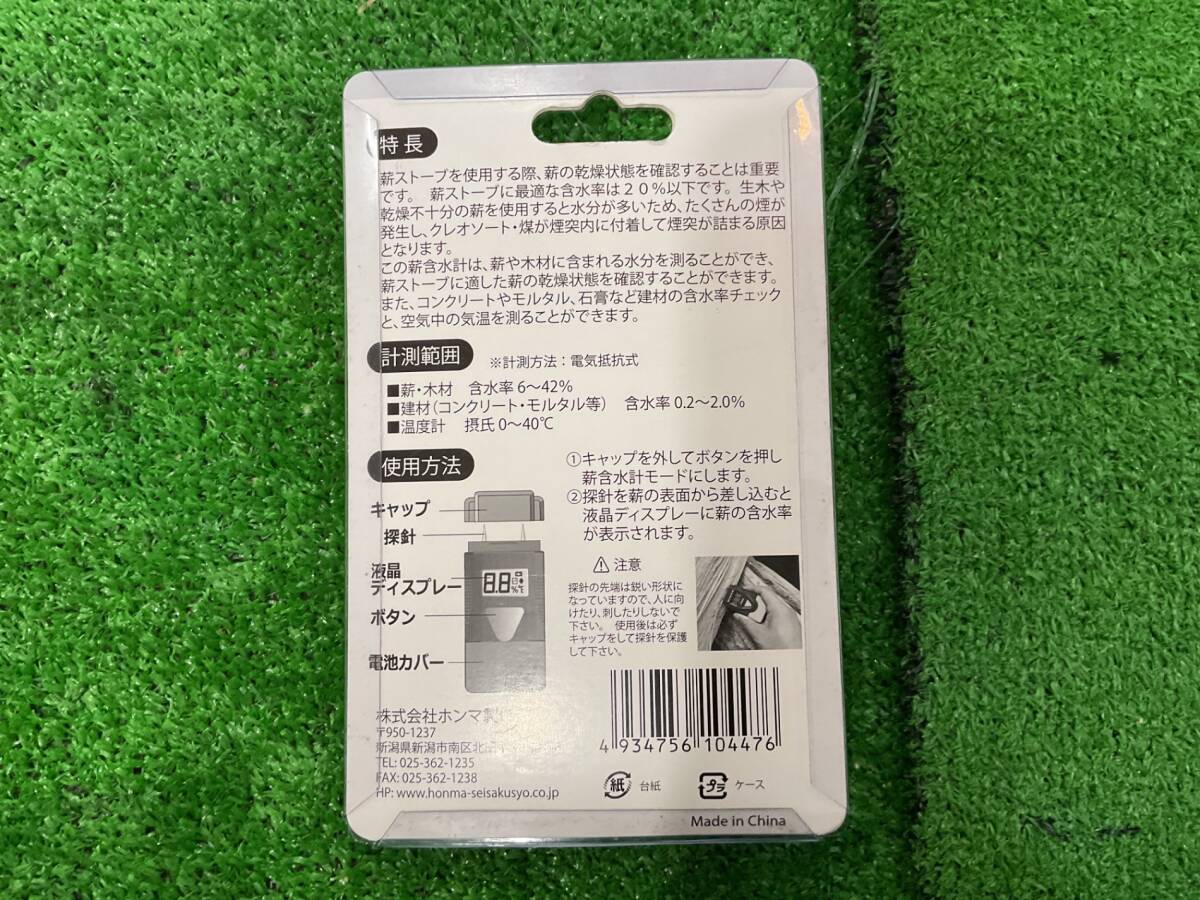 特長
薪ストーブを使用する際、薪の乾燥状態を確認することは重要
です。 薪ストーブに最適な含水率は20%以下です。生木や
乾燥不十分の薪を使用すると水分が多いため、たくさんの煙が
発生し、クレオソート・煤が煙突内に付着して煙突が詰まる原因
となります。
この薪含水計は、薪や木材に含まれる水分を測ることができ、
薪ストーブに適した薪の乾燥状態を確認することができます。
また、コンクリートやモルタル、石膏など建材の含水率チェック
と、空気中の気温を測ることができます。
計測範囲 ※計測方法：電気抵抗式
■薪・木材 含水率6〜42%
■建材（コンクリート・モルタル等） 含水率0.2〜2.0%
■温度計 摂氏0〜40℃
使用方法
キャップ
探針
液晶
ディスプレー
ボタン
電池カバー
8.8 %℃
①キャップを外してボタンを押し
薪含水計モードにします。
②探針を薪の表面から差し込むと
液晶ディスプレーに薪の含水率
が表示されます。
⚠ 注意
探針の先端は鋭い形状に
なっていますので、人に向
けたり、刺したりしないで
下さい。 使用後は必ず
キャップをして探針を保護
して下さい。
株式会社ホンマ製
〒950-1237
新潟県新潟市南区北田
TEL: 025-362-1235
FAX: 025-362-1238
HP: www.honma-seisakusyo.co.jp
4 934756 104476
紙 台紙
プラ ケース
Made in China